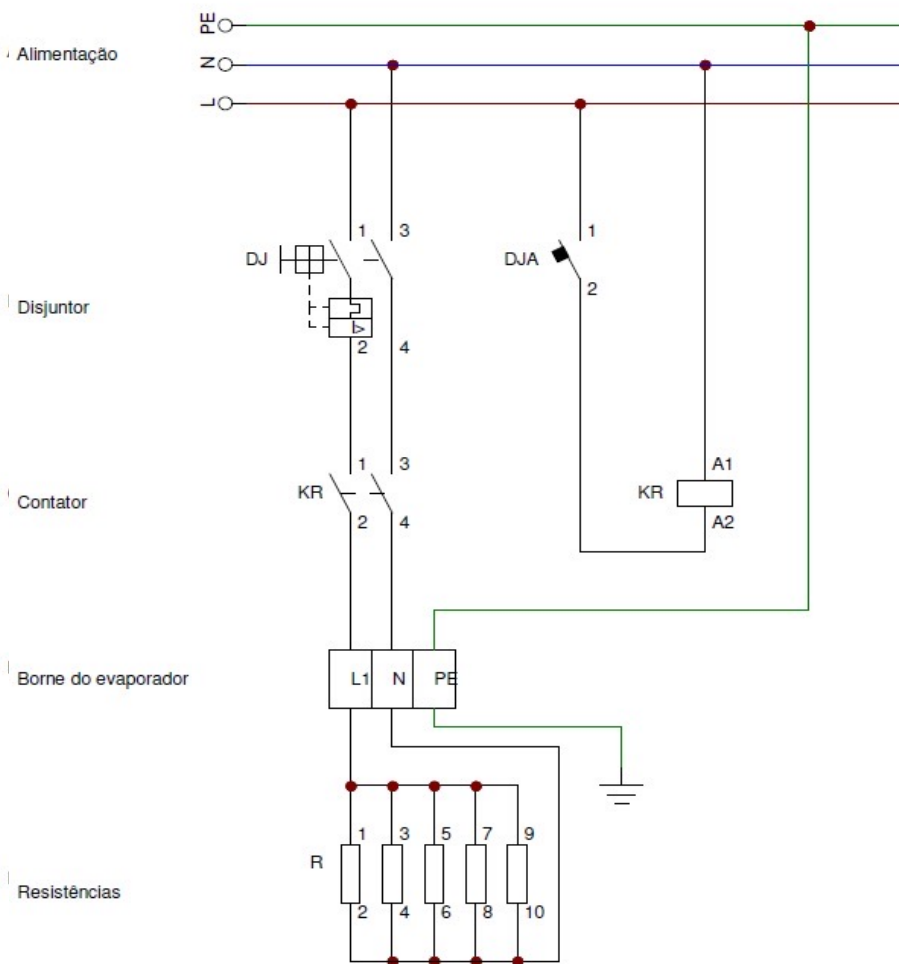 PE
Alimentação
N
L
1 3 1
DJ DJA
2
Disjuntor
2 4
1 3 A1
KR KR
Contator
2 4 A2
Borne do evaporador L1 N PE
1 3 5 7 9
R
Resistências 2 4 6 8 10